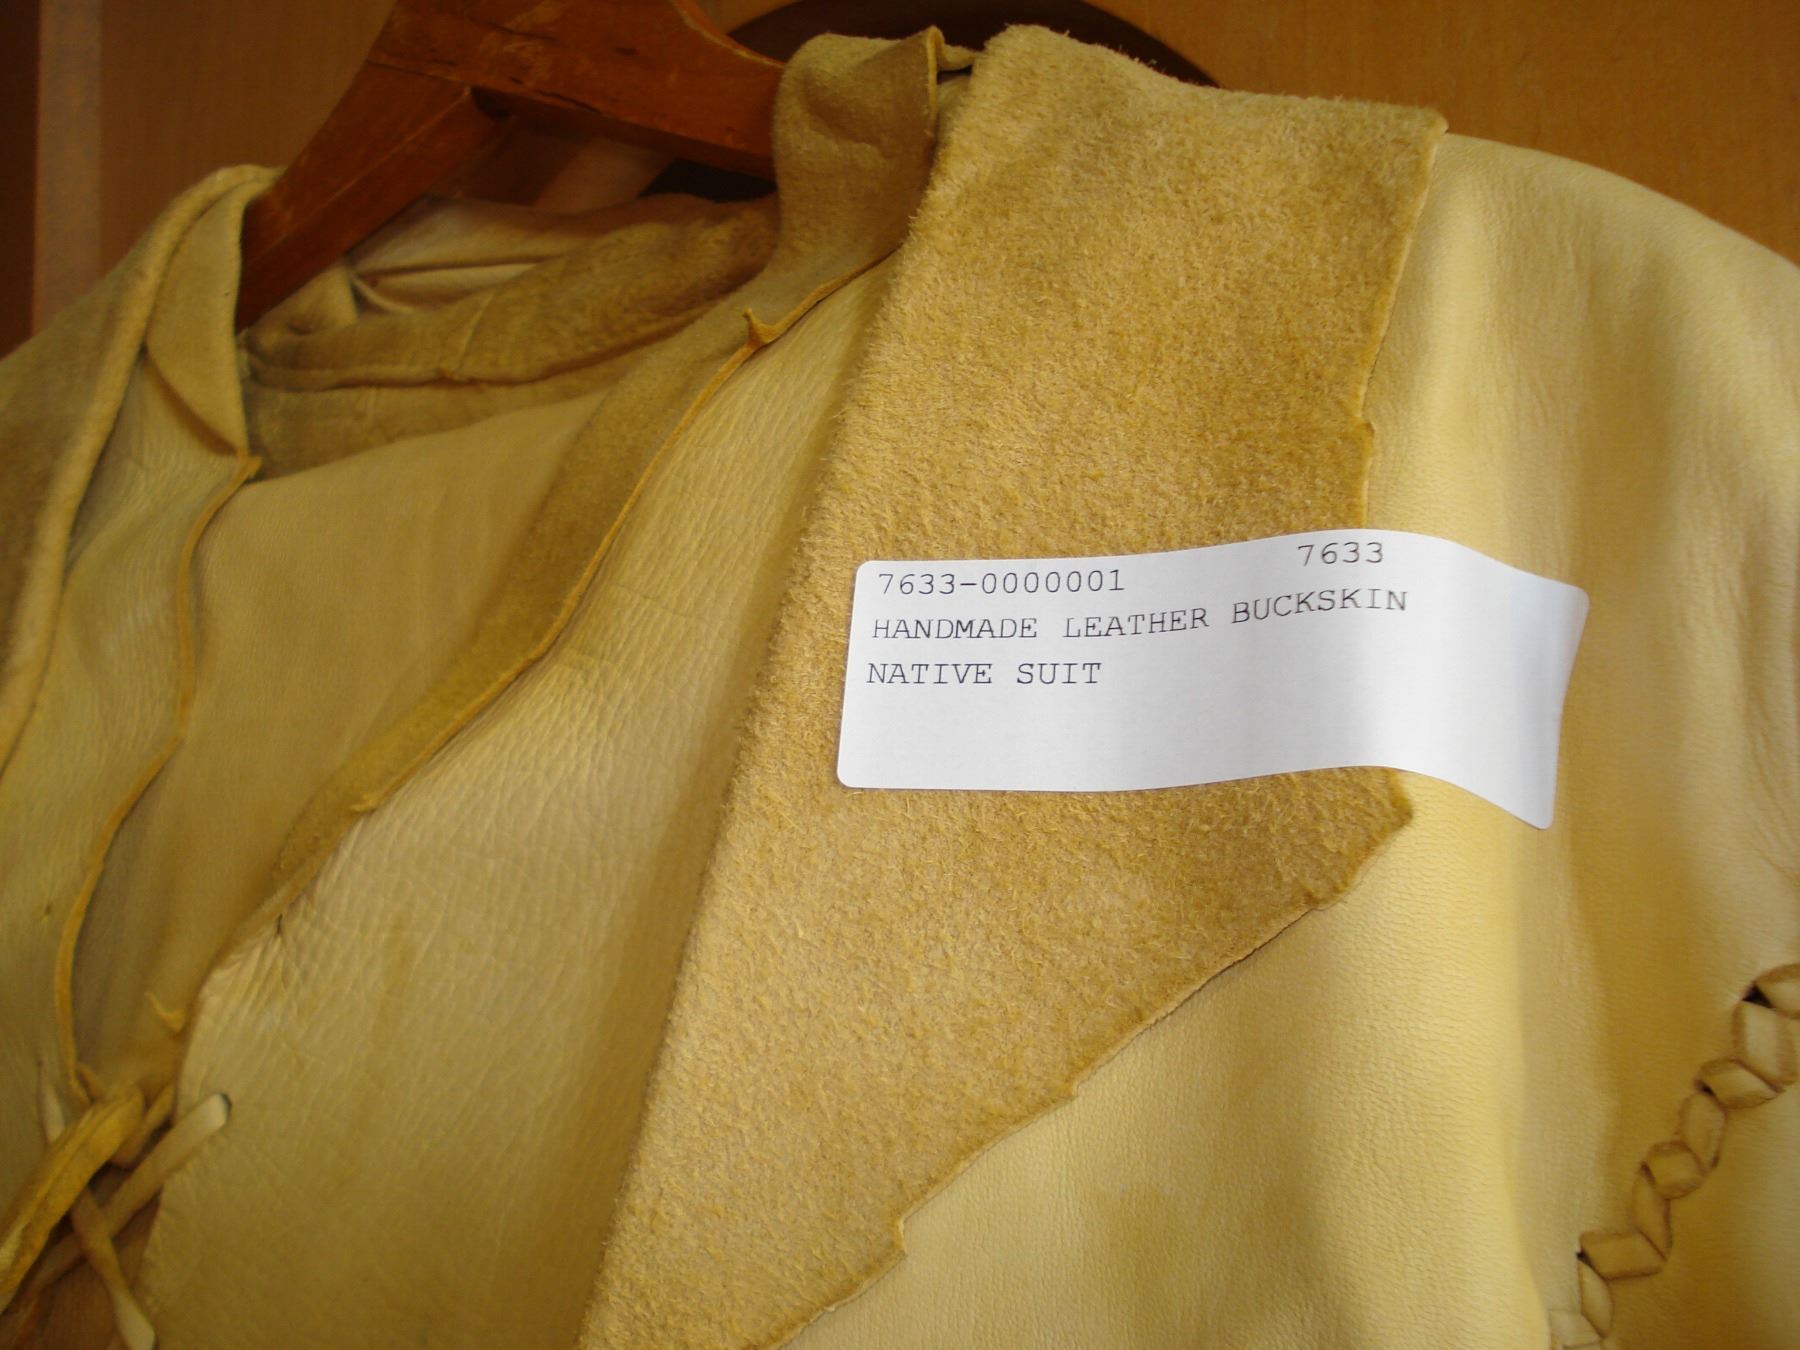 7633-0000001 7633
HANDMADE LEATHER BUCKSKIN
NATIVE SUIT